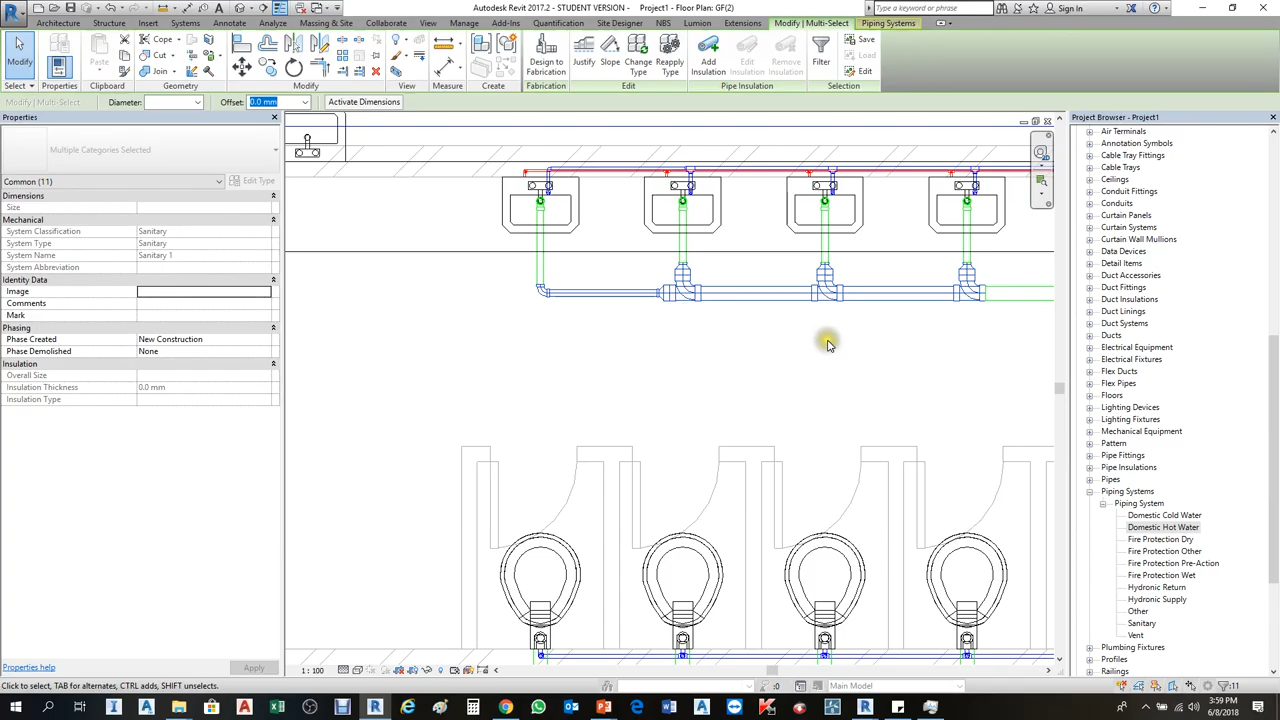 Autodesk Revit 2017.2 - STUDENT VERSION - Project1 - Floor Plan: GF(2)
Type a keyword or phrase
Sign In
Architecture Structure Insert Systems Annotate Analyze Massing & Site Collaborate View Manage Add-Ins Quantification Site Designer NBS Lumion Extensions Modify | Multi-Select Piping Systems
Modify
Select
Properties
Paste
Clipboard
Cope
Cut
Join
Geometry
Modify
View
Measure
Create
Design to Fabrication
Fabrication
Justify
Slope
Change Type
Reapply Type
Edit
Add Insulation
Edit Insulation
Remove Insulation
Pipe Insulation
Filter
Save
Load
Edit
Selection
Modify | Multi-Select
Diameter:
Offset: 0.0 mm
Activate Dimensions
Properties
Multiple Categories Selected
Common (11)
Edit Type
Dimensions
Size
Mechanical
System Classification Sanitary
System Type Sanitary
System Name Sanitary 1
System Abbreviation
Identity Data
Image
Comments
Mark
Phasing
Phase Created New Construction
Phase Demolished None
Insulation
Overall Size
Insulation Thickness 0.0 mm
Insulation Type
Properties help
Apply
1 : 100
Project Browser - Project1
Air Terminals
Annotation Symbols
Cable Tray Fittings
Cable Trays
Ceilings
Conduit Fittings
Conduits
Curtain Panels
Curtain Systems
Curtain Wall Mullions
Data Devices
Detail Items
Duct Accessories
Duct Fittings
Duct Insulations
Duct Linings
Duct Systems
Ducts
Electrical Equipment
Electrical Fixtures
Flex Ducts
Flex Pipes
Floors
Lighting Devices
Lighting Fixtures
Mechanical Equipment
Pattern
Pipe Fittings
Pipe Insulations
Pipes
Piping Systems
Piping System
Domestic Cold Water
Domestic Hot Water
Fire Protection Dry
Fire Protection Other
Fire Protection Pre-Action
Fire Protection Wet
Hydronic Return
Hydronic Supply
Other
Sanitary
Vent
Plumbing Fixtures
Profiles
Railings
Click to select, TAB for alternates, CTRL adds, SHIFT unselects.
:0
Main Model
:11
3:59 PM
6/8/2018